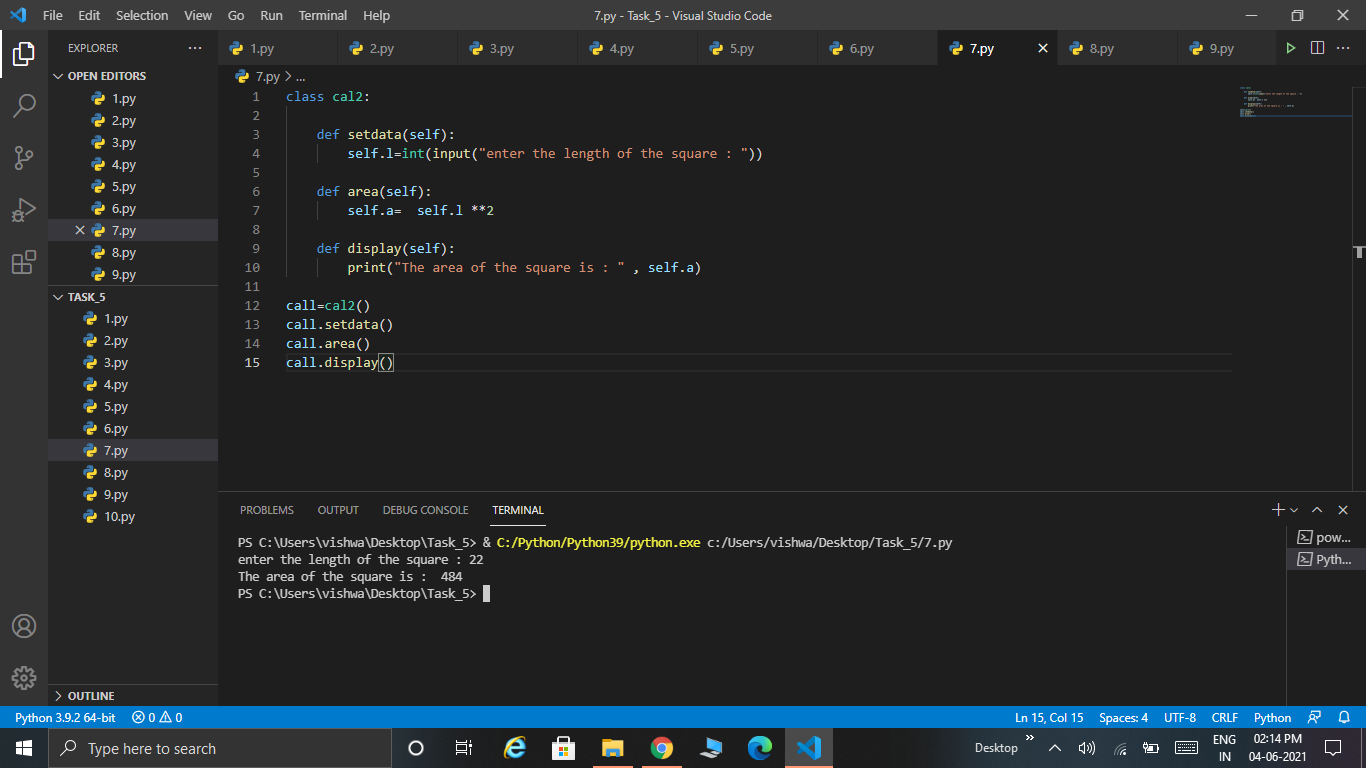 File Edit Selection View Go Run Terminal Help
7.py - Task_5 - Visual Studio Code
EXPLORER
1.py 2.py 3.py 4.py 5.py 6.py 7.py 8.py 9.py
OPEN EDITORS
1.py
2.py
3.py
4.py
5.py
6.py
7.py
8.py
9.py
TASK_5
1.py
2.py
3.py
4.py
5.py
6.py
7.py
8.py
9.py
10.py
OUTLINE
7.py > ...
1 class cal2:
2
3     def setdata(self):
4         self.l=int(input("enter the length of the square : "))
5
6     def area(self):
7         self.a=  self.l **2
8
9     def display(self):
10         print("The area of the square is : " , self.a)
11
12 call=cal2()
13 call.setdata()
14 call.area()
15 call.display()
PROBLEMS OUTPUT DEBUG CONSOLE TERMINAL
PS C:\Users\vishwa\Desktop\Task_5> & C:/Python/Python39/python.exe c:/Users/vishwa/Desktop/Task_5/7.py
enter the length of the square : 22
The area of the square is :  484
PS C:\Users\vishwa\Desktop\Task_5>
pow...
Pyth...
Python 3.9.2 64-bit 0 0
Ln 15, Col 15 Spaces: 4 UTF-8 CRLF Python
Type here to search
Desktop
ENG
IN
02:14 PM
04-06-2021